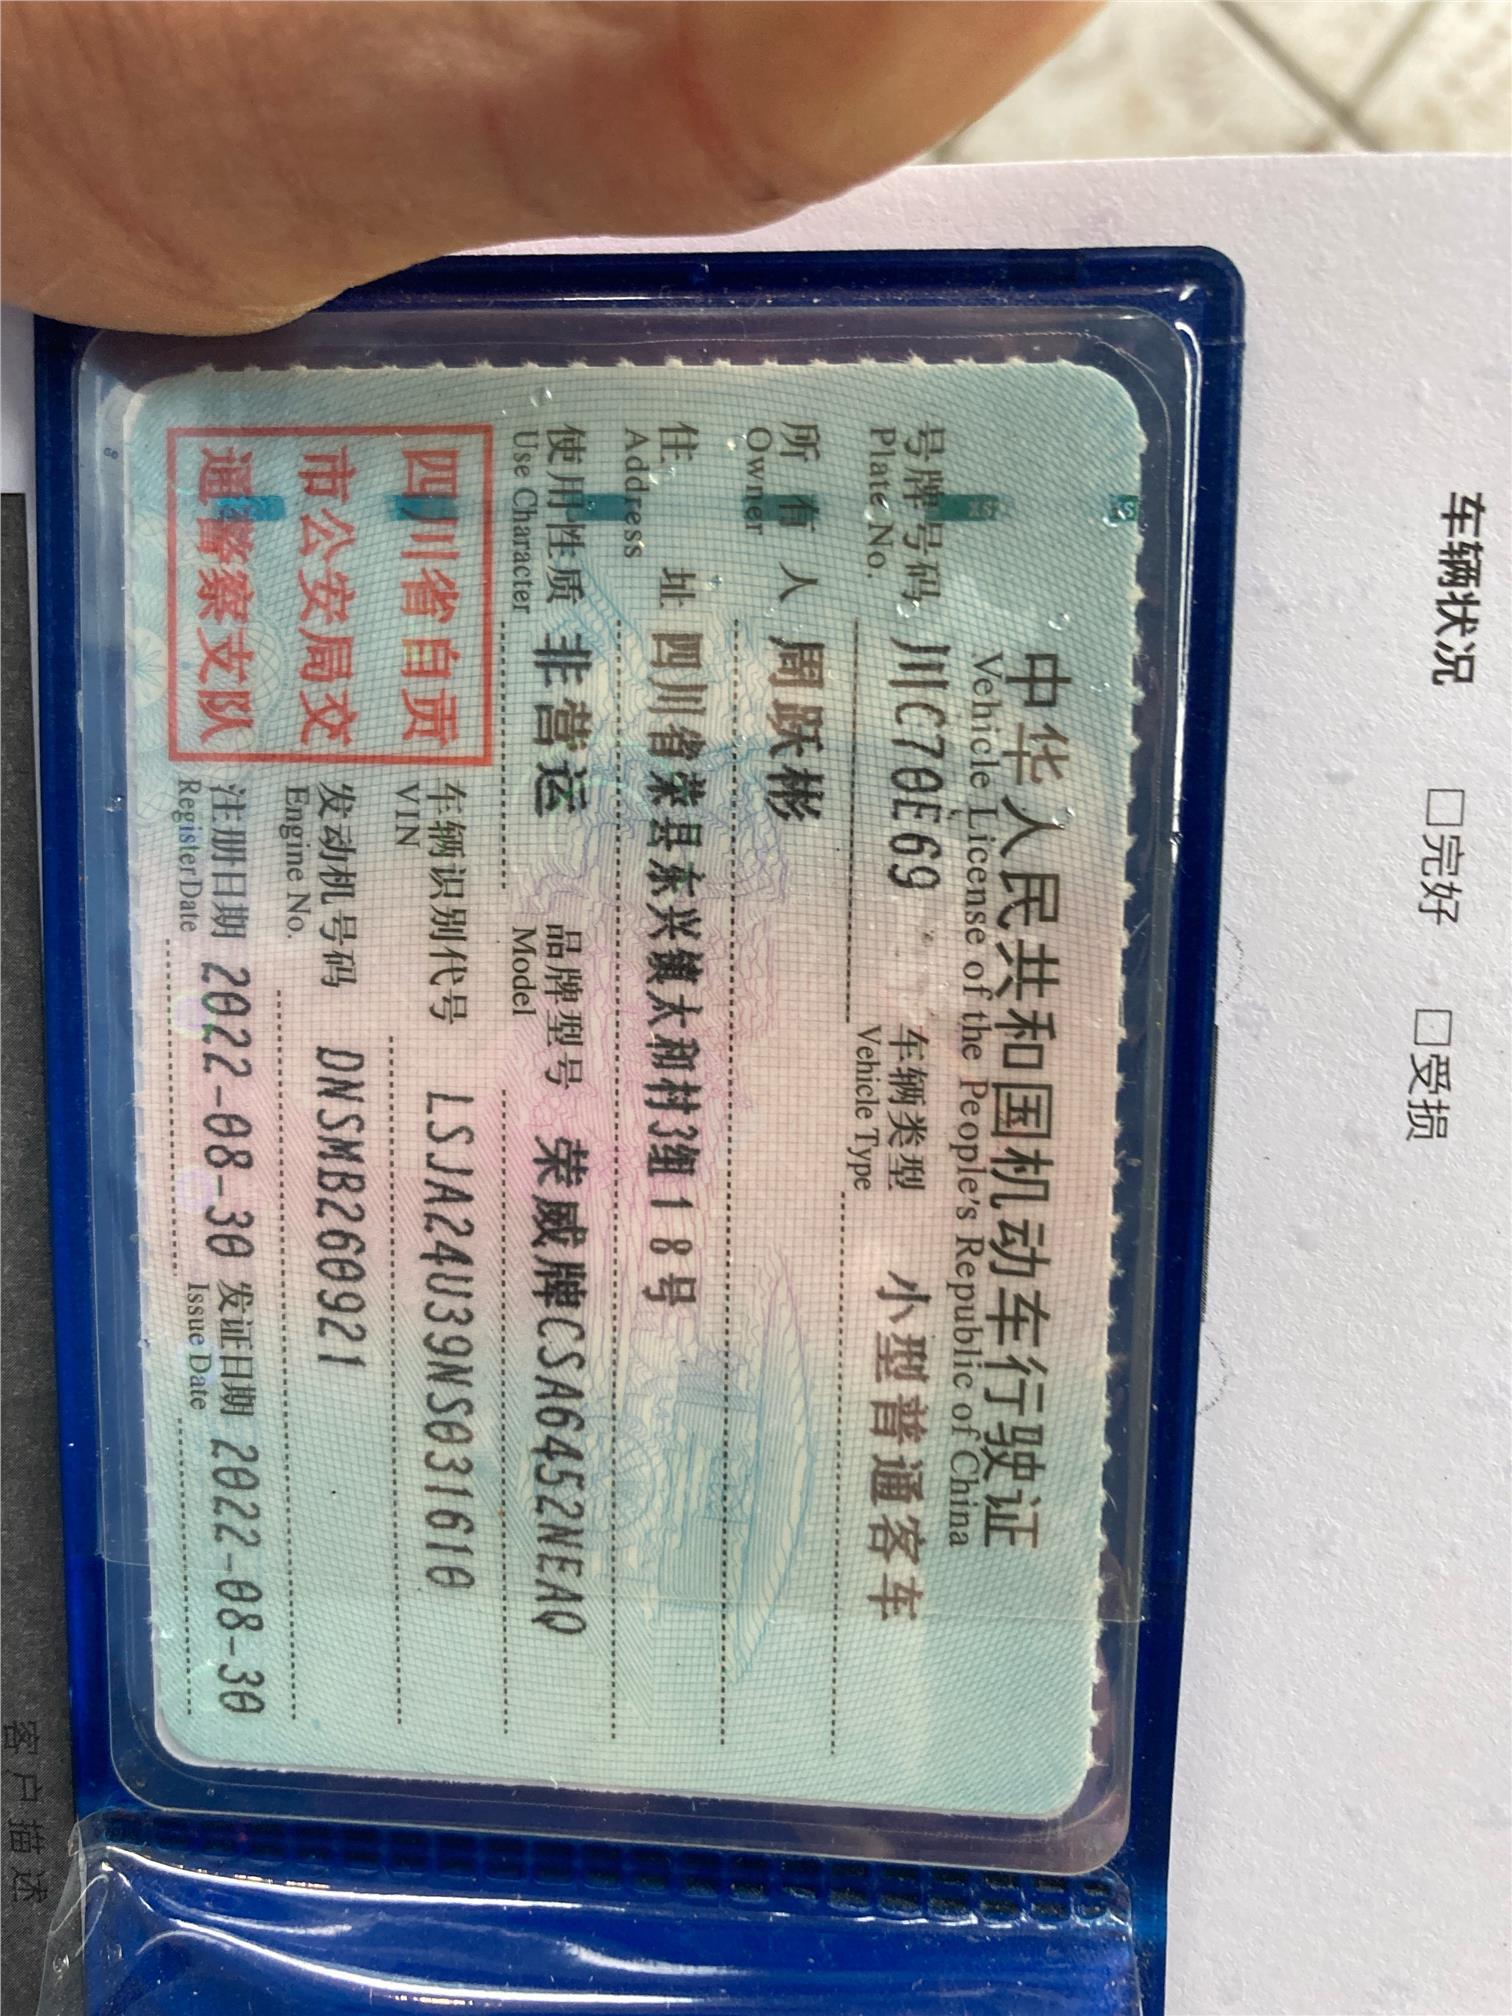 车辆状况 □完好 □受损
中华人民共和国机动车行驶证
Vehicle License of the People's Republic of China
号牌号码 川C70E69 车辆类型 小型普通客车
Plate No. Vehicle Type
所有人 周跃彬
Owner
住址 四川省荣县东兴镇太和村3组18号
Address
使用性质 非营运 品牌型号 荣威牌CSA6452NEAQ
Use Character Model
四川省自贡
市公安局交
通警察支队
车辆识别代号 LSJA24U39NS031610
VIN
发动机号码 DNSMB2609921
Engine No.
注册日期 2022-08-30 发证日期 2022-08-30
Register Date Issue Date
客户描述